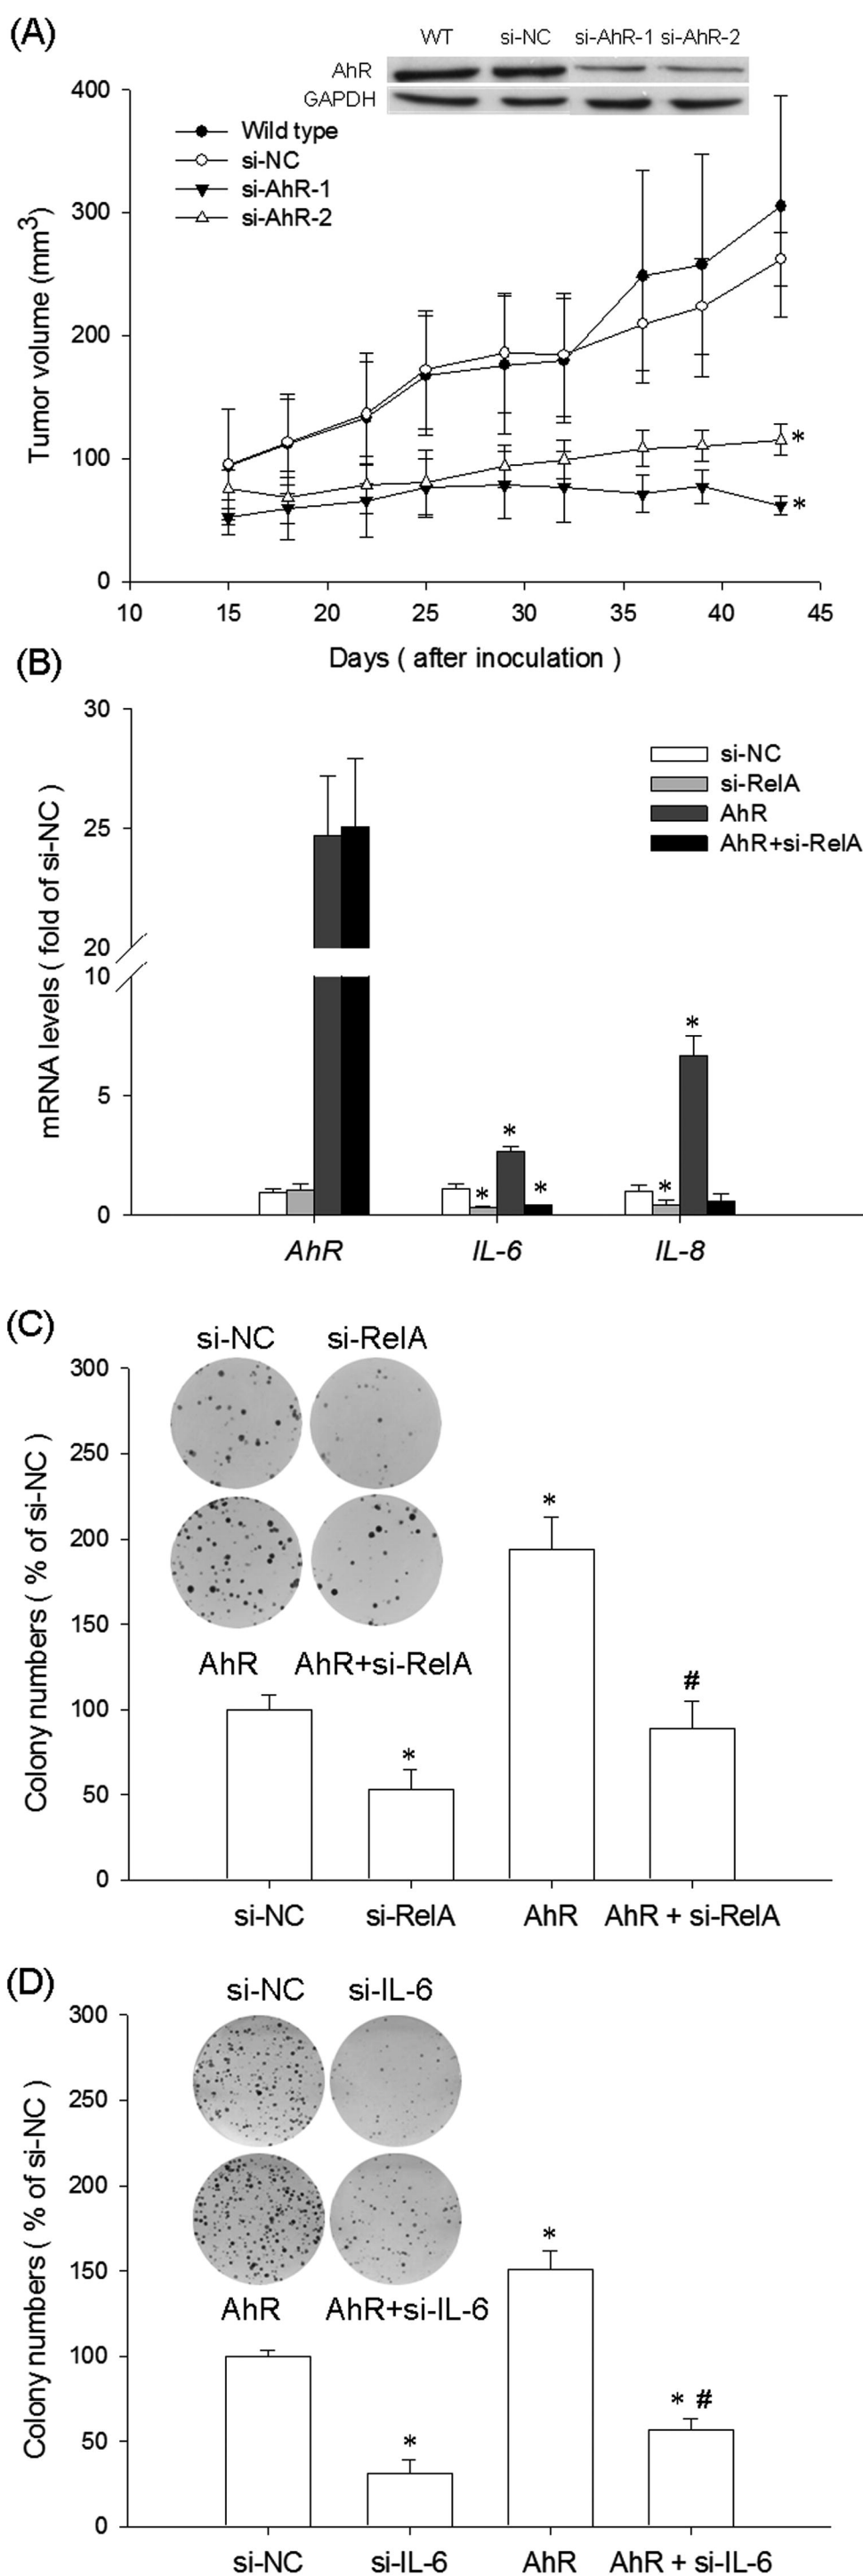 (A)
WT si-NC si-AhR-1 si-AhR-2
AhR
GAPDH
Wild type
si-NC
si-AhR-1
si-AhR-2
Tumor volume (mm3)
400
300
200
100
0
*
*
10 15 20 25 30 35 40 45
Days ( after inoculation )
(B)
mRNA levels ( fold of si-NC )
30
25
20
10
5
0
si-NC
si-RelA
AhR
AhR+si-RelA
* * * * *
AhR IL-6 IL-8
(C)
Colony numbers ( % of si-NC )
300
250
200
150
100
50
0
si-NC si-RelA
AhR AhR+si-RelA
* * #
si-NC si-RelA AhR AhR + si-RelA
(D)
Colony numbers ( % of si-NC )
300
250
200
150
100
50
0
si-NC si-IL-6
AhR AhR+si-IL-6
* * * #
si-NC si-IL-6 AhR AhR + si-IL-6